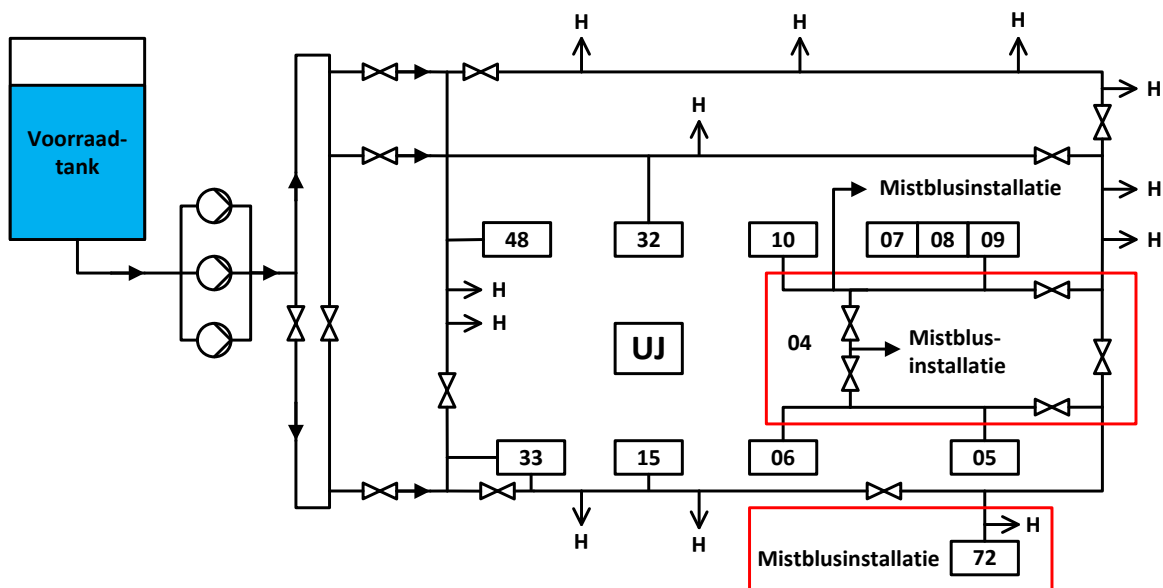 H
H
H
H
Voorraad-
tank
H
Mistblusinstallatie
H
48
32
10
07
08
09
H
H
H
UJ
04
Mistblus-
installatie
33
15
06
05
H
H
H
Mistblusinstallatie
72